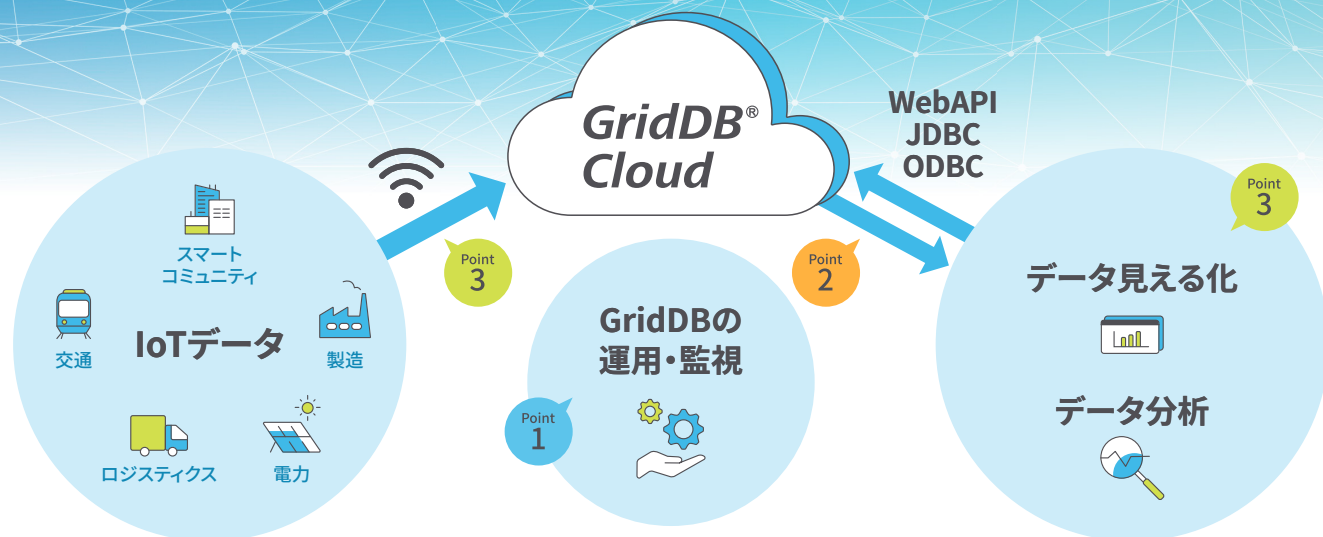 GridDB®
Cloud
WebAPI
JDBC
ODBC
スマート
コミュニティ
交通
IoTデータ
製造
ロジスティクス
電力
Point
3
GridDBの
運用・監視
Point
1
Point
2
Point
3
データ見える化
データ分析